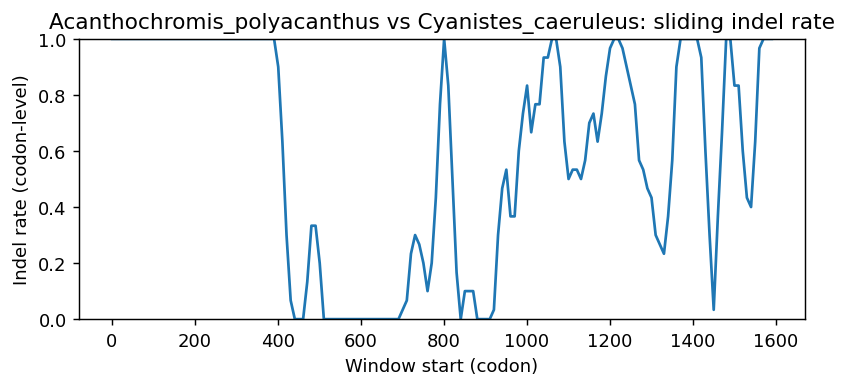 Acanthochromis_polyacanthus vs Cyanistes_caeruleus: sliding indel rate
1.0
0.8
0.6
0.4
0.2
0.0
Indel rate (codon-level)
0 200 400 600 800 1000 1200 1400 1600
Window start (codon)